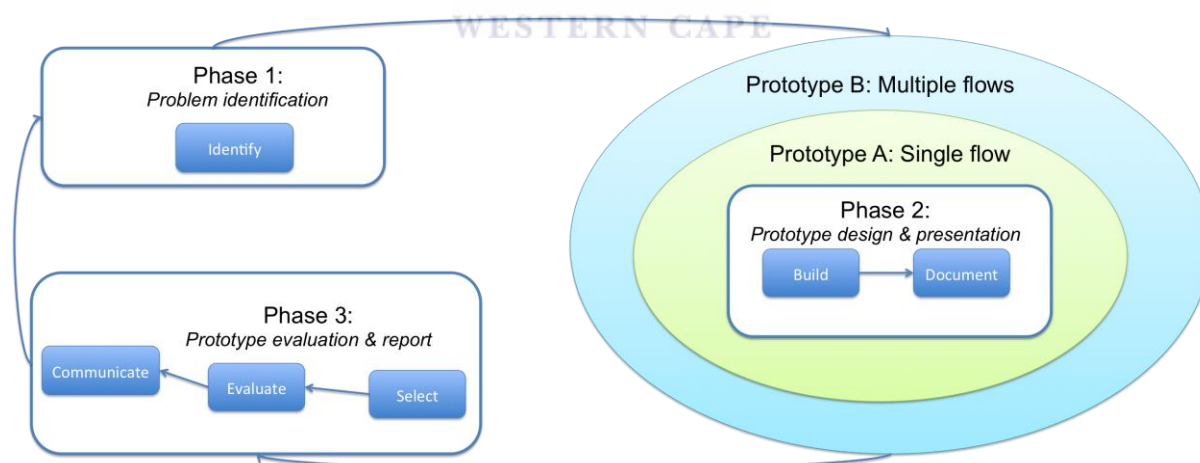 WESTERN CAPE
Phase 1:
Problem identification
Identify
Prototype B: Multiple flows
Prototype A: Single flow
Phase 2:
Prototype design & presentation
Build
Document
Phase 3:
Prototype evaluation & report
Communicate
Evaluate
Select